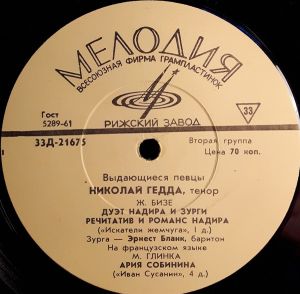 МЕЛОДИЯ
ВСЕСОЮЗНАЯ ФИРМА ГРАМПЛАСТИНОК
Гост
5289-61
33
РИЖСКИЙ ЗАВОД
33Д-21675
Вторая группа
Цена 70 коп.
Выдающиеся певцы
НИКОЛАЙ ГЕДДА, тенор
Ж. БИЗЕ
ДУЭТ НАДИРА И ЗУРГИ
РЕЧИТАТИВ И РОМАНС НАДИРА
(«Искатели жемчуга», 1 д.)
Зурга — Эрнест Бланк, баритон
На французском языке
М. ГЛИНКА
АРИЯ СОБИНИНА
(«Иван Сусанин», 4 д.)